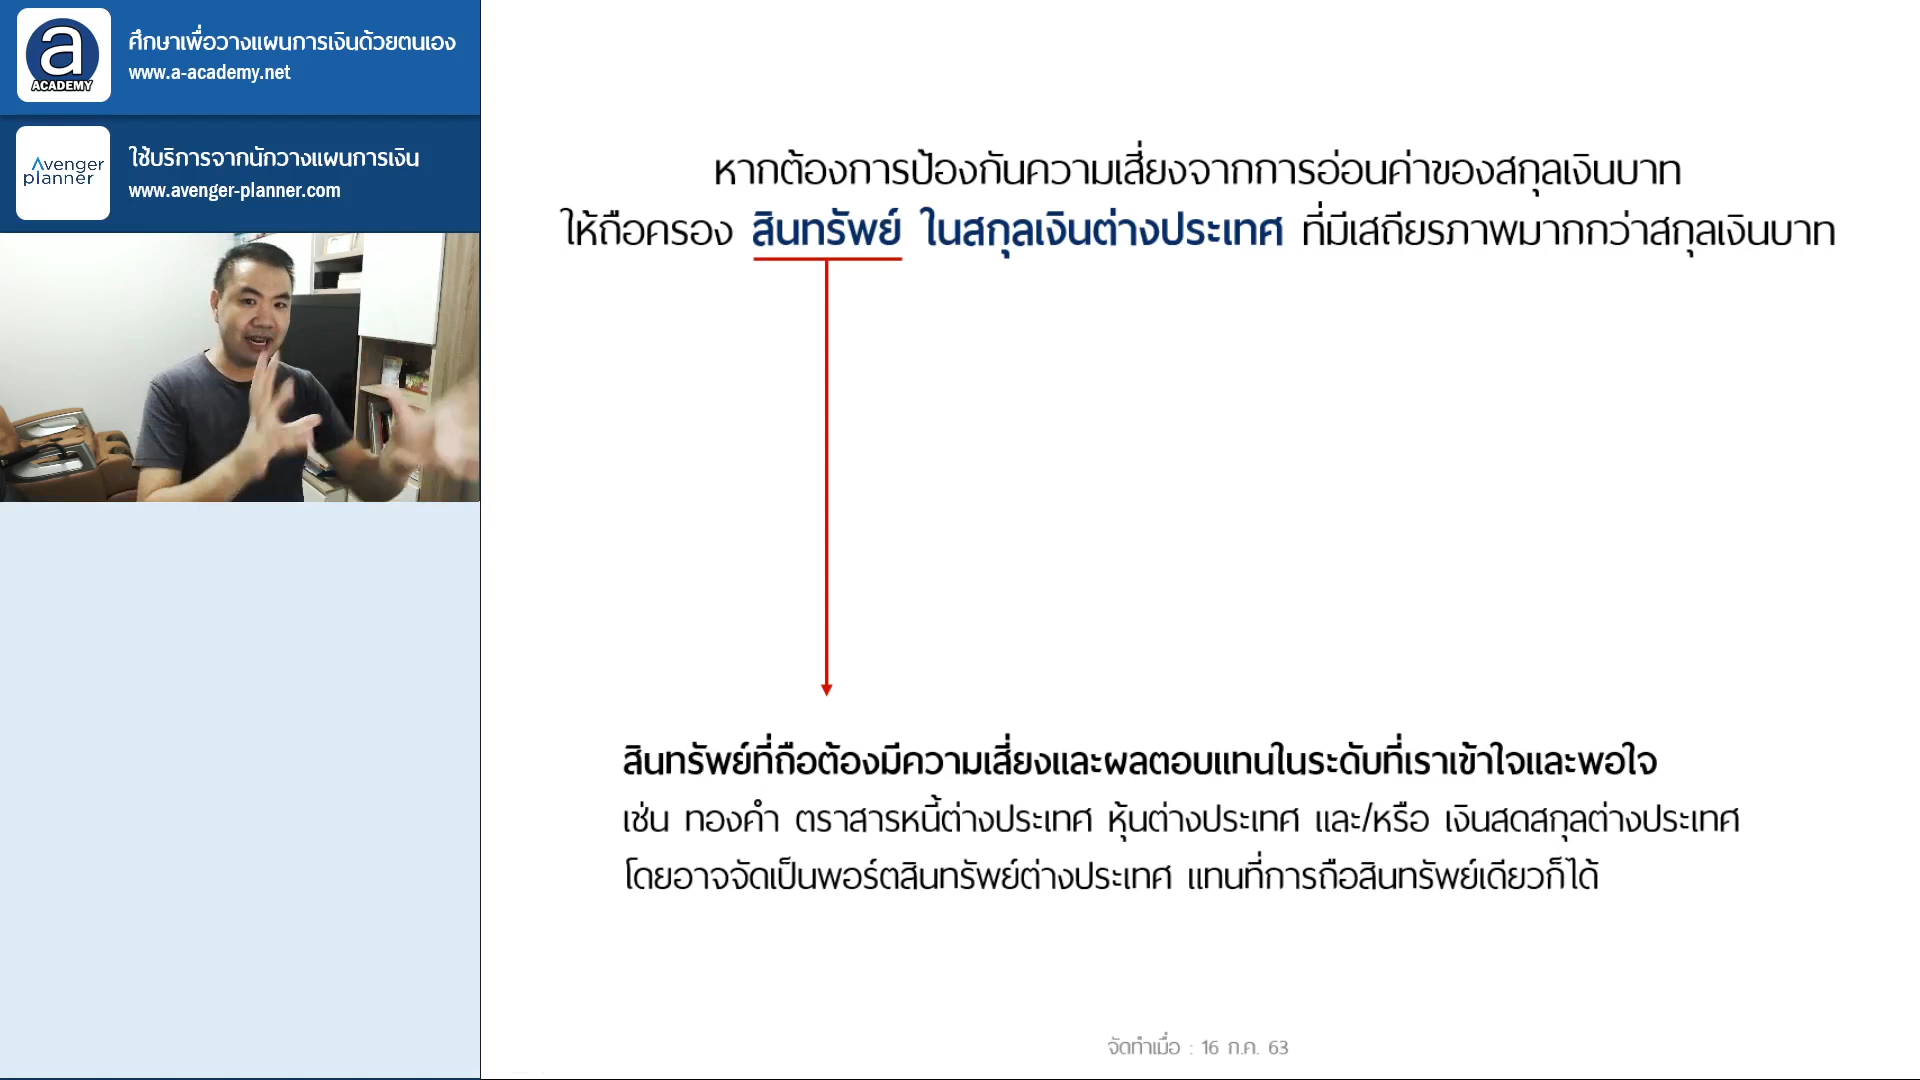 a
ACADEMY
ศึกษาเพื่อวางแผนการเงินด้วยตนเอง
www.a-academy.net
Avenger
planner
ใช้บริการจากนักวางแผนการเงิน
www.avenger-planner.com
หากต้องการป้องกันความเสี่ยงจากการอ่อนค่าของสกุลเงินบาท
ให้ถือครอง สินทรัพย์ ในสกุลเงินต่างประเทศ ที่มีเสถียรภาพมากกว่าสกุลเงินบาท
สินทรัพย์ที่ถือต้องมีความเสี่ยงและผลตอบแทนในระดับที่เราเข้าใจและพอใจ
เช่น ทองคำ ตราสารหนี้ต่างประเทศ หุ้นต่างประเทศ และ/หรือ เงินสดสกุลต่างประเทศ
โดยอาจจัดเป็นพอร์ตสินทรัพย์ต่างประเทศ แทนที่การถือสินทรัพย์เดียวก็ได้
จัดทำเมื่อ : 16 ก.ค. 63